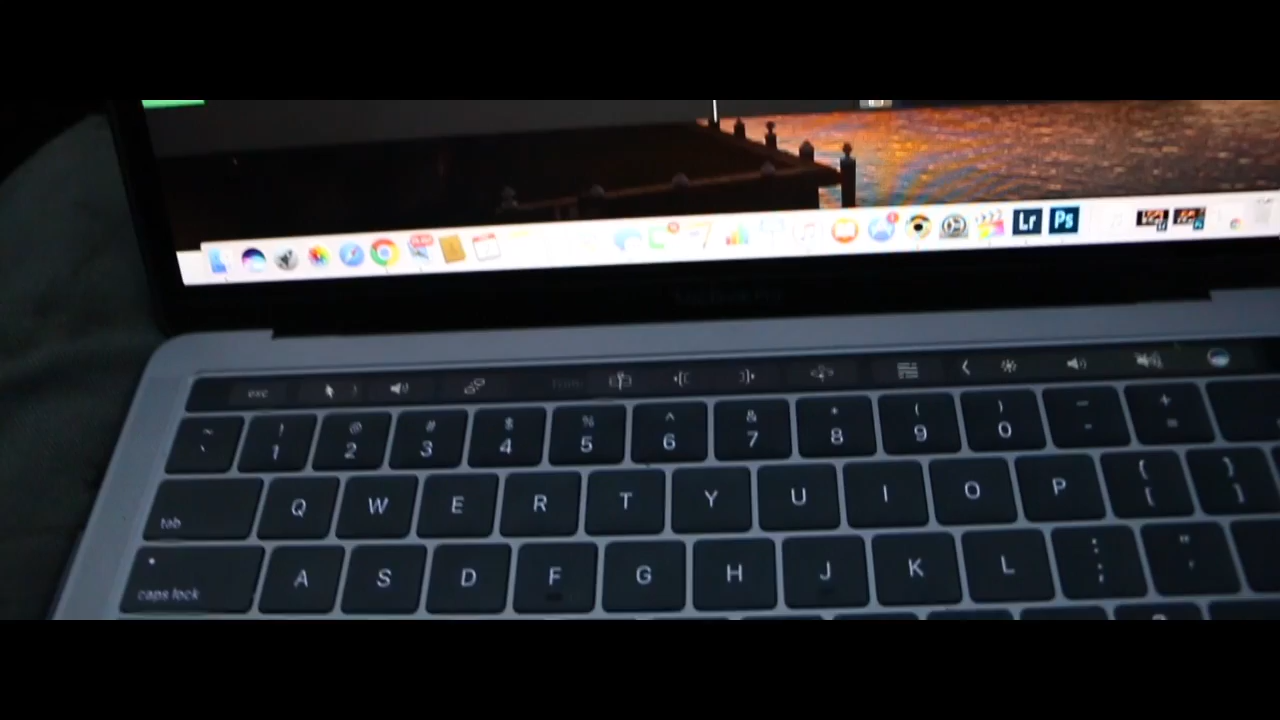 Lr Ps
esc
~ ! @ # $ % ^ & * ( ) _ +
` 1 2 3 4 5 6 7 8 9 0 - =
tab Q W E R T Y U I O P { [ } ]
caps lock A S D F G H J K L : ; " '